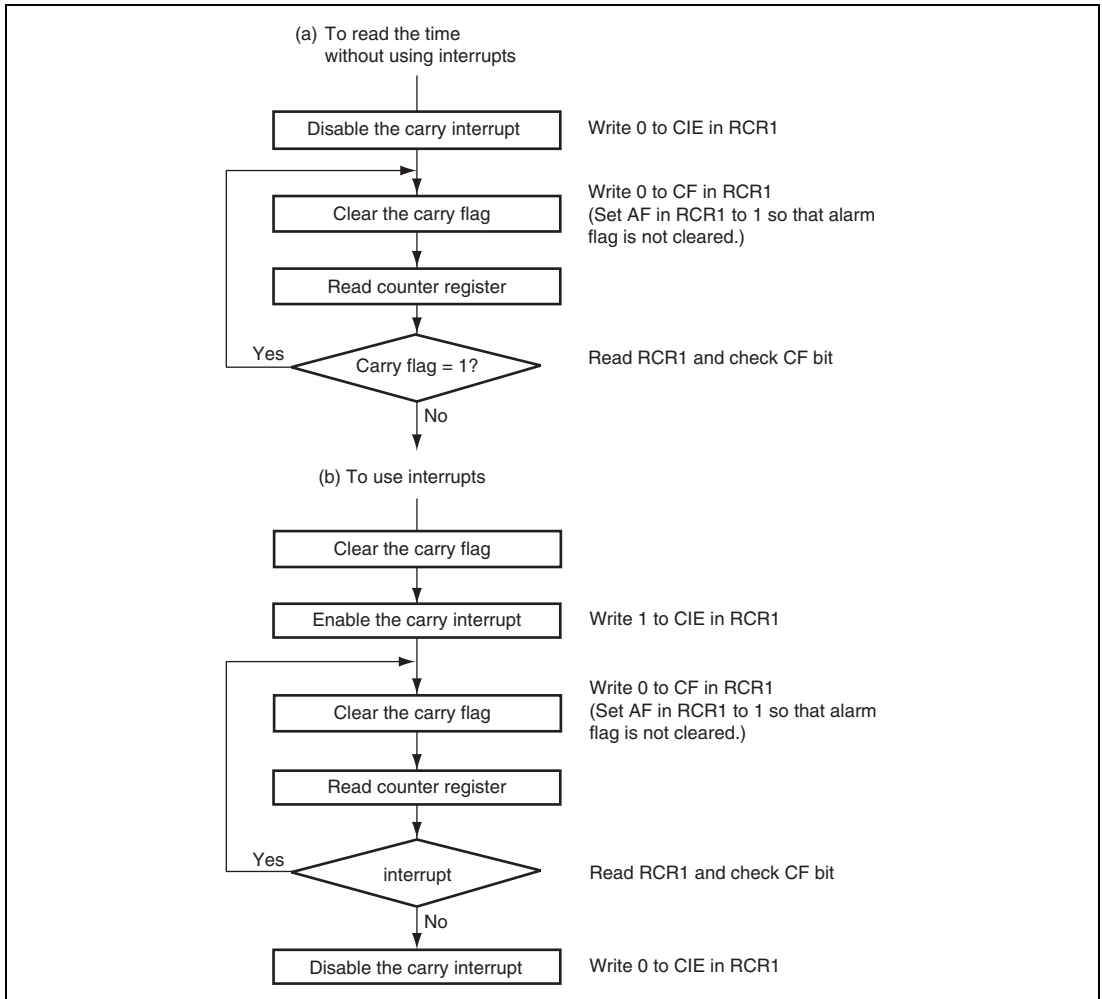 (a) To read the time
without using interrupts
Disable the carry interrupt
Write 0 to CIE in RCR1
Clear the carry flag
Write 0 to CF in RCR1
(Set AF in RCR1 to 1 so that alarm
flag is not cleared.)
Read counter register
Yes
Carry flag = 1?
Read RCR1 and check CF bit
No
(b) To use interrupts
Clear the carry flag
Enable the carry interrupt
Write 1 to CIE in RCR1
Clear the carry flag
Write 0 to CF in RCR1
(Set AF in RCR1 to 1 so that alarm
flag is not cleared.)
Read counter register
Yes
interrupt
Read RCR1 and check CF bit
No
Disable the carry interrupt
Write 0 to CIE in RCR1